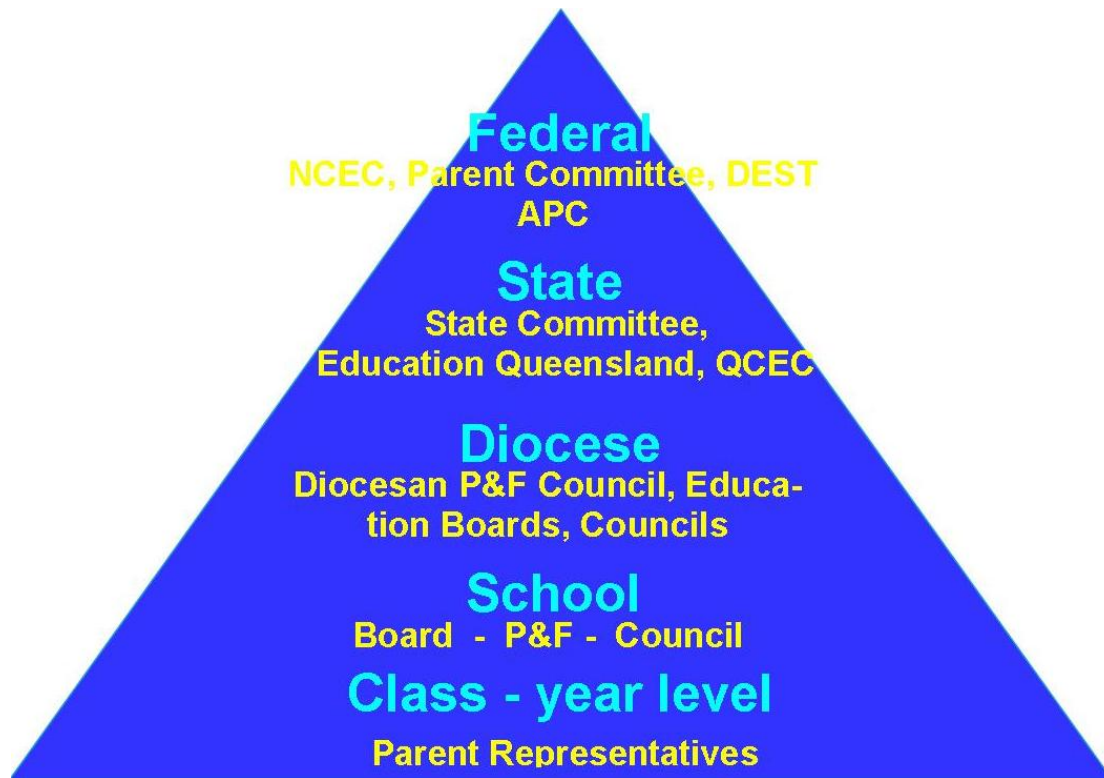 Federal
NCEC, Parent Committee, DEST
APC
State
State Committee,
Education Queensland, QCEC
Diocese
Diocesan P&F Council, Educa-
tion Boards, Councils
School
Board - P&F - Council
Class - year level
Parent Representatives